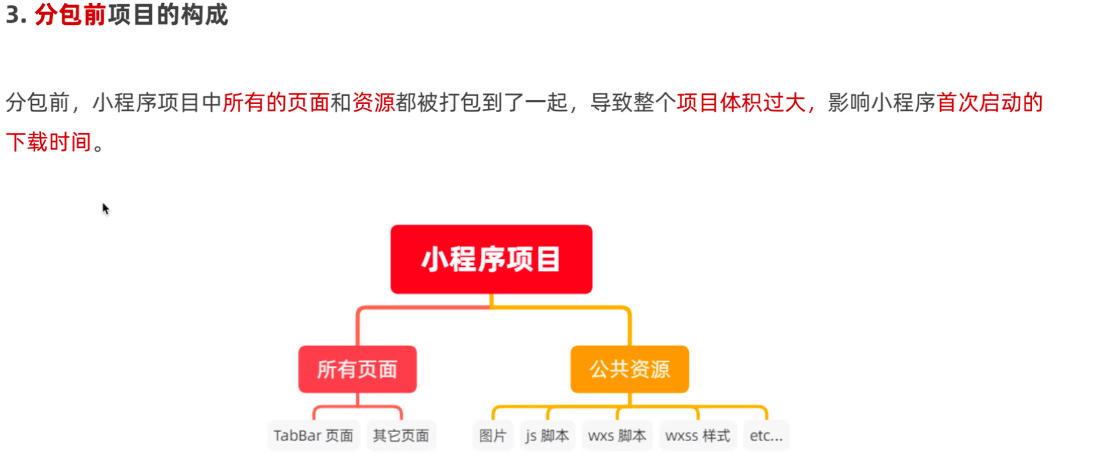 3. 分包前项目的构成
分包前，小程序项目中所有的页面和资源都被打包到了一起，导致整个项目体积过大，影响小程序首次启动的
下载时间。
小程序项目
所有页面
公共资源
TabBar 页面
其它页面
图片
js 脚本
wxs 脚本
wxss 样式
etc...